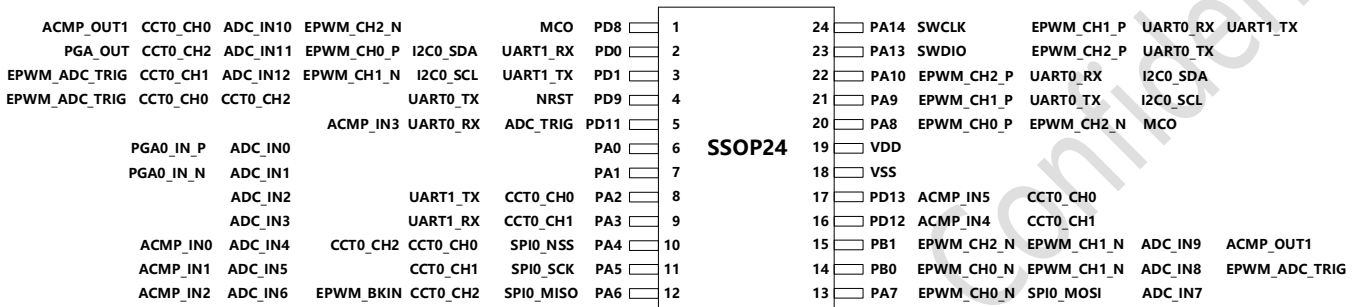 ACMP_OUT1 CCT0_CH0 ADC_IN10 EPWM_CH2_N MCO PD8 1 24 PA14 SWCLK EPWM_CH1_P UART0_RX UART1_TX
PGA_OUT CCT0_CH2 ADC_IN11 EPWM_CH0_P I2C0_SDA UART1_RX PD0 2 23 PA13 SWDIO EPWM_CH2_P UART0_TX
EPWM_ADC_TRIG CCT0_CH1 ADC_IN12 EPWM_CH1_N I2C0_SCL UART1_TX PD1 3 22 PA10 EPWM_CH2_P UART0_RX I2C0_SDA
EPWM_ADC_TRIG CCT0_CH0 CCT0_CH2 UART0_TX NRST PD9 4 21 PA9 EPWM_CH1_P UART0_TX I2C0_SCL
ACMP_IN3 UART0_RX ADC_TRIG PD11 5 20 PA8 EPWM_CH0_P EPWM_CH2_N MCO
PGA0_IN_P ADC_IN0 PA0 6 SSOP24 19 VDD
PGA0_IN_N ADC_IN1 PA1 7 18 VSS
ADC_IN2 UART1_TX CCT0_CH0 PA2 8 17 PD13 ACMP_IN5 CCT0_CH0
ADC_IN3 UART1_RX CCT0_CH1 PA3 9 16 PD12 ACMP_IN4 CCT0_CH1
ACMP_IN0 ADC_IN4 CCT0_CH2 CCT0_CH0 SPI0_NSS PA4 10 15 PB1 EPWM_CH2_N EPWM_CH1_N ADC_IN9 ACMP_OUT1
ACMP_IN1 ADC_IN5 CCT0_CH1 SPI0_SCK PA5 11 14 PB0 EPWM_CH0_N EPWM_CH1_N ADC_IN8 EPWM_ADC_TRIG
ACMP_IN2 ADC_IN6 EPWM_BKIN CCT0_CH2 SPI0_MISO PA6 12 13 PA7 EPWM_CH0_N SPI0_MOSI ADC_IN7